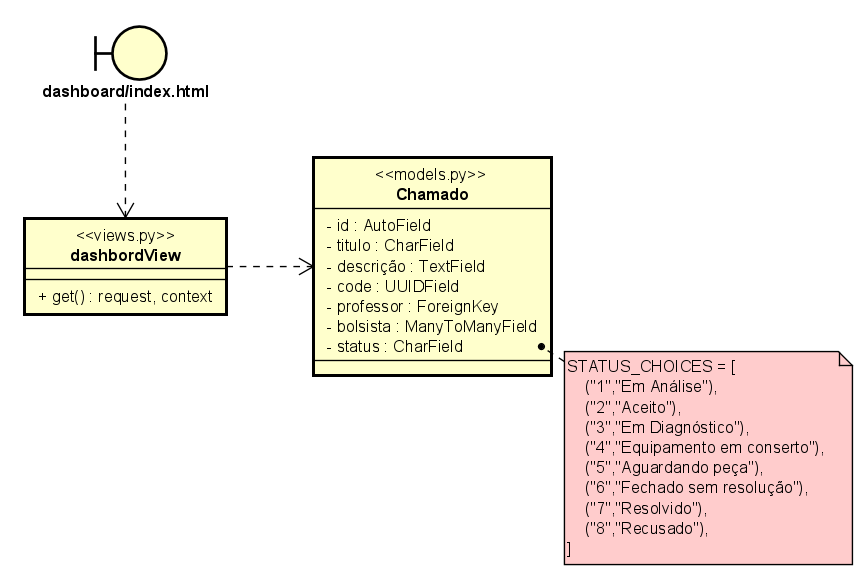 dashboard/index.html
<<views.py>>
dashbordView
+ get() : request, context
<<models.py>>
Chamado
- id : AutoField
- titulo : CharField
- descrição : TextField
- code : UUIDField
- professor : ForeignKey
- bolsista : ManyToManyField
- status : CharField
STATUS_CHOICES = [
("1","Em Análise"),
("2","Aceito"),
("3","Em Diagnóstico"),
("4","Equipamento em conserto"),
("5","Aguardando peça"),
("6","Fechado sem resolução"),
("7","Resolvido"),
("8","Recusado"),
]